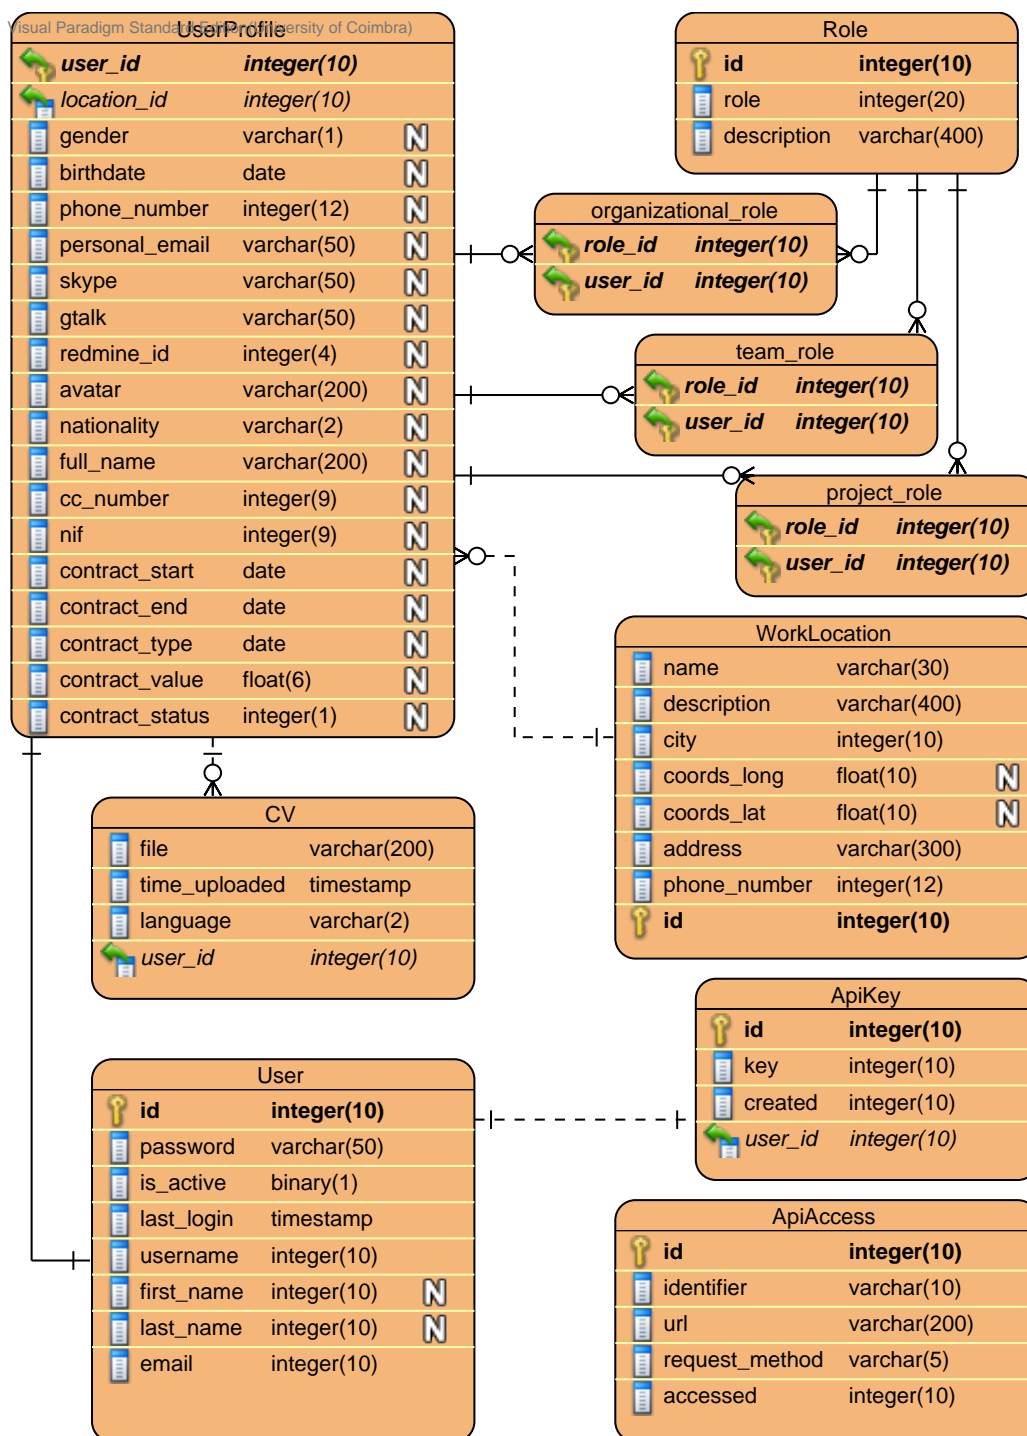 Visual Paradigm Standard Edition(University of Coimbra)
UserProfile
user_id integer(10)
location_id integer(10)
gender varchar(1) N
birthdate date N
phone_number integer(12) N
personal_email varchar(50) N
skype varchar(50) N
gtalk varchar(50) N
redmine_id integer(4) N
avatar varchar(200) N
nationality varchar(2) N
full_name varchar(200) N
cc_number integer(9) N
nif integer(9) N
contract_start date N
contract_end date N
contract_type date N
contract_value float(6) N
contract_status integer(1) N
Role
id integer(10)
role integer(20)
description varchar(400)
organizational_role
role_id integer(10)
user_id integer(10)
team_role
role_id integer(10)
user_id integer(10)
project_role
role_id integer(10)
user_id integer(10)
WorkLocation
name varchar(30)
description varchar(400)
city integer(10)
coords_long float(10) N
coords_lat float(10) N
address varchar(300)
phone_number integer(12)
id integer(10)
CV
file varchar(200)
time_uploaded timestamp
language varchar(2)
user_id integer(10)
ApiKey
id integer(10)
key integer(10)
created integer(10)
user_id integer(10)
User
id integer(10)
password varchar(50)
is_active binary(1)
last_login timestamp
username integer(10)
first_name integer(10) N
last_name integer(10) N
email integer(10)
ApiAccess
id integer(10)
identifier varchar(10)
url varchar(200)
request_method varchar(5)
accessed integer(10)